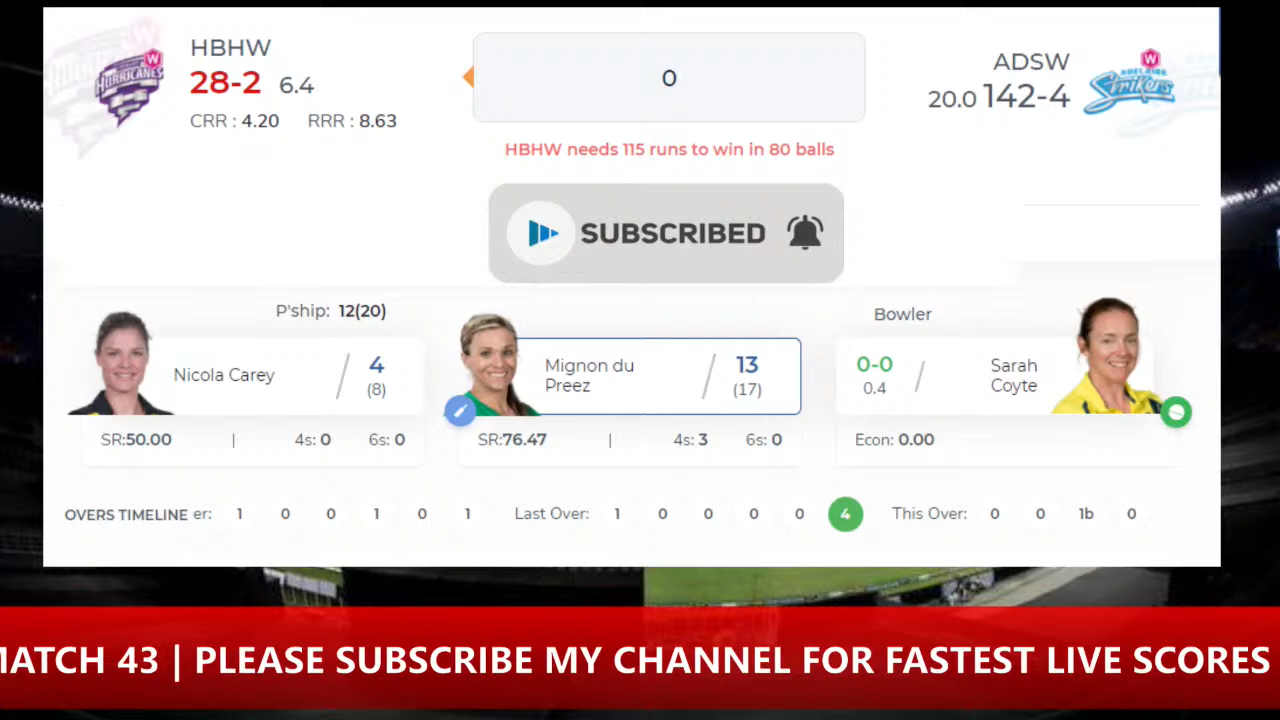 HBHW
28-2 6.4
CRR : 4.20 RRR : 8.63
HURRICANES
W
0
HBHW needs 115 runs to win in 80 balls
ADSW
20.0 142-4
W
ADELAIDE
Strikers
SUBSCRIBED
P'ship: 12(20)
Nicola Carey / 4
(8)
SR:50.00 | 4s: 0 6s: 0
Mignon du
Preez / 13
(17)
SR:76.47 | 4s: 3 6s: 0
Bowler
0-0
0.4 / Sarah
Coyte
Econ: 0.00
OVERS TIMELINE er: 1 0 0 1 0 1 Last Over: 1 0 0 0 0 4 This Over: 0 0 1b 0
MATCH 43 | PLEASE SUBSCRIBE MY CHANNEL FOR FASTEST LIVE SCORES